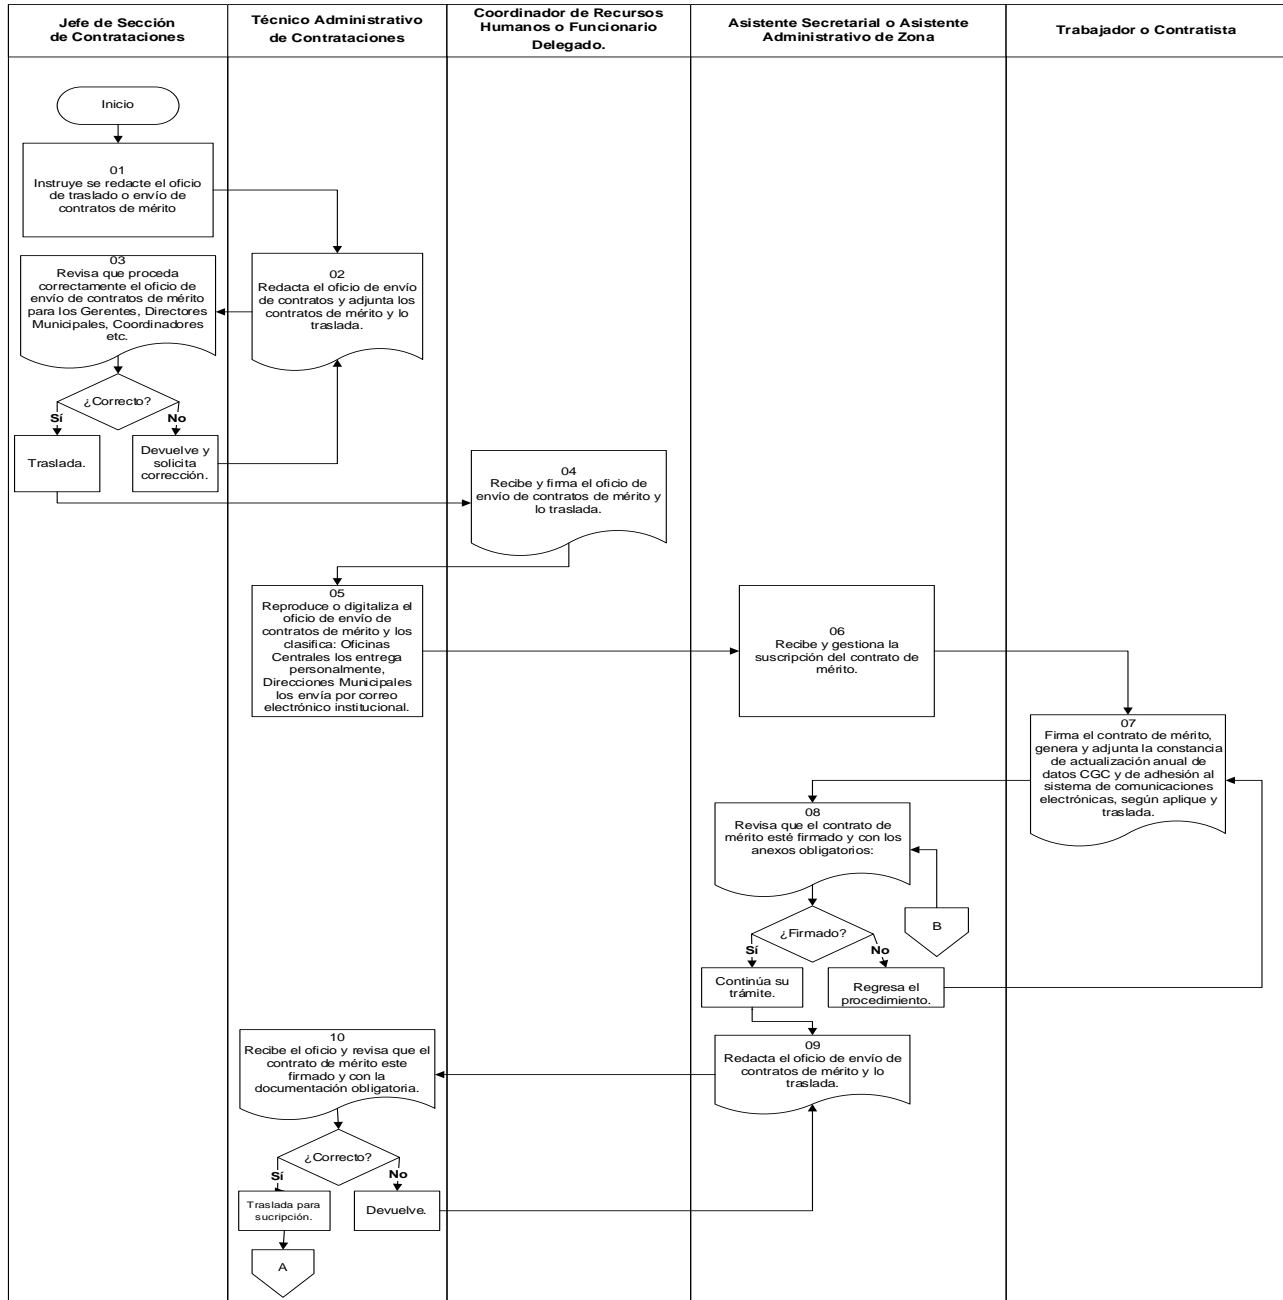 Jefe de Sección
de Contrataciones
Técnico Administrativo
de Contrataciones
Coordinador de Recursos
Humanos o Funcionario
Delegado.
Asistente Secretarial o Asistente
Administrativo de Zona
Trabajador o Contratista
Inicio
01
Instruye se redacte el oficio
de traslado o envío de
contratos de mérito
02
Redacta el oficio de envío
de contratos y adjunta los
contratos de mérito y lo
traslada.
03
Revisa que proceda
correctamente el oficio de
envío de contratos de mérito
para los Gerentes, Directores
Municipales, Coordinadores
etc.
¿Correcto?
Sí
No
Traslada.
Devuelve y
solicita
corrección.
04
Recibe y firma el oficio de
envío de contratos de mérito y
lo traslada.
05
Reproduce o digitaliza el
oficio de envío de
contratos de mérito y los
clasifica: Oficinas
Centrales los entrega
personalmente,
Direcciones Municipales
los envía por correo
electrónico institucional.
06
Recibe y gestiona la
suscripción del contrato de
mérito.
07
Firma el contrato de mérito,
genera y adjunta la constancia
de actualización anual de
datos CGC y de adhesión al
sistema de comunicaciones
electrónicas, según aplique y
traslada.
08
Revisa que el contrato de
mérito esté firmado y con los
anexos obligatorios:
B
¿Firmado?
Sí
No
Continúa su
trámite.
Regresa el
procedimiento.
09
Redacta el oficio de envío de
contratos de mérito y lo
traslada.
10
Recibe el oficio y revisa que el
contrato de mérito este
firmado y con la
documentación obligatoria.
¿Correcto?
Sí
No
Traslada para
sucripción.
Devuelve.
A